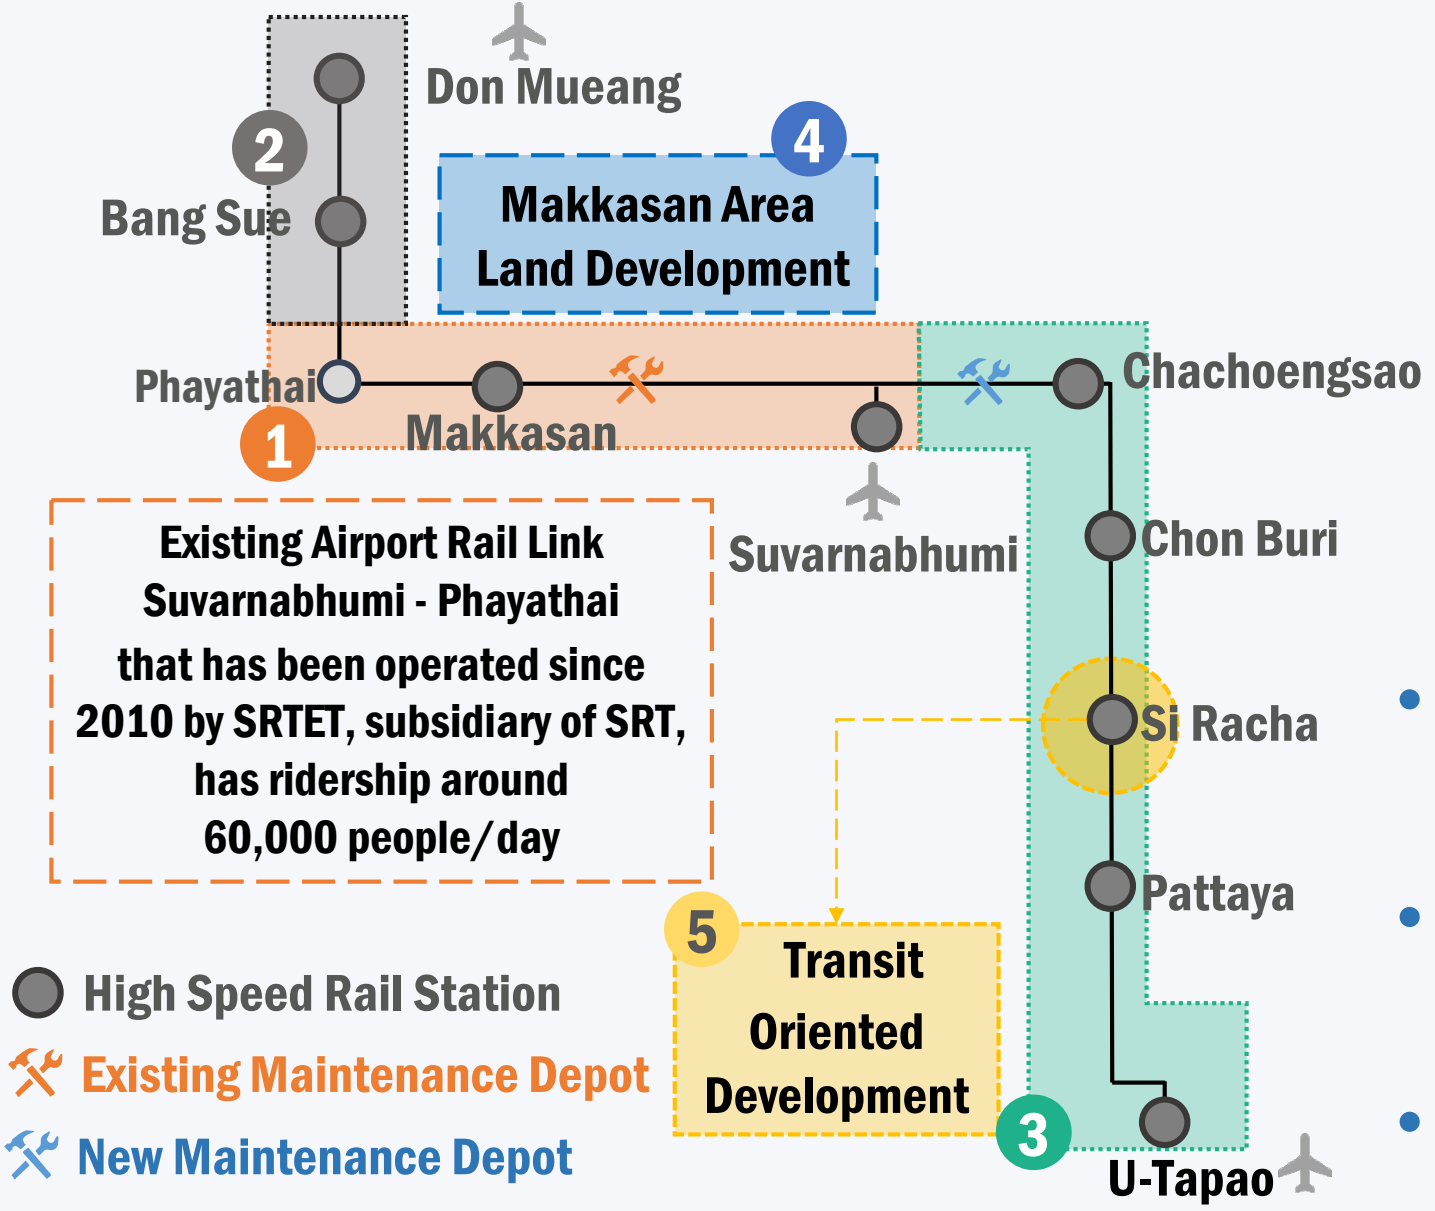 Don Mueang
2
Bang Sue
4
Makkasan Area
Land Development
Phayathai
Makkasan
1
Chachoengsao
Suvarnabhumi
Chon Buri
Existing Airport Rail Link
Suvarnabhumi - Phayathai
that has been operated since
2010 by SRTET, subsidiary of SRT,
has ridership around
60,000 people/day
Si Racha
Pattaya
5
Transit
Oriented
Development
3
U-Tapao
High Speed Rail Station
Existing Maintenance Depot
New Maintenance Depot